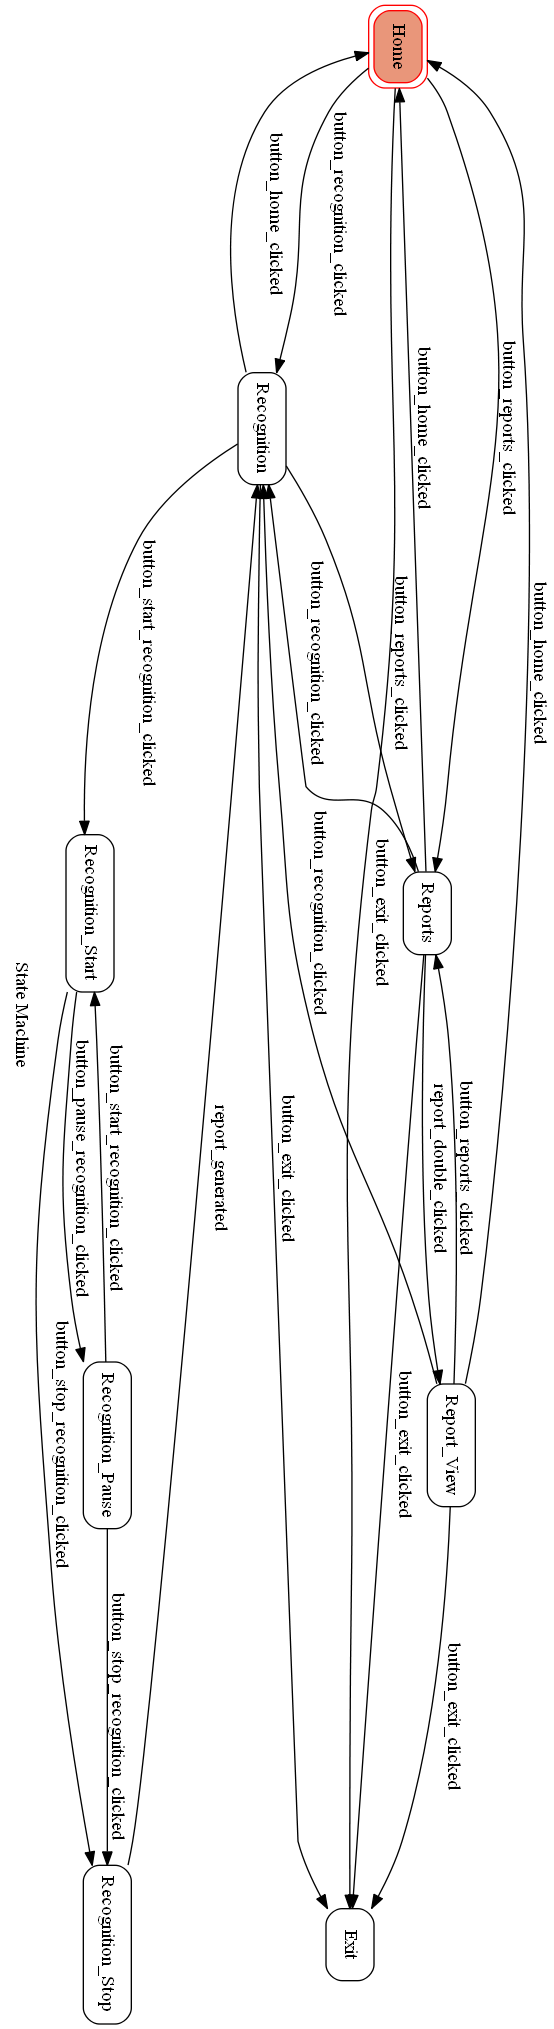 Home
button_recognition_clicked
button_home_clicked
button_reports_clicked
button_home_clicked
Recognition
button_home_clicked
button_reports_clicked
button_recognition_clicked
button_start_recognition_clicked
Reports
button_exit_clicked
button_recognition_clicked
Recognition_Start
State Machine
button_reports_clicked
report_double_clicked
button_exit_clicked
report_generated
button_start_recognition_clicked
button_pause_recognition_clicked
Report_View
button_exit_clicked
Recognition_Pause
button_stop_recognition_clicked
button_exit_clicked
button_stop_recognition_clicked
Exit
Recognition_Stop